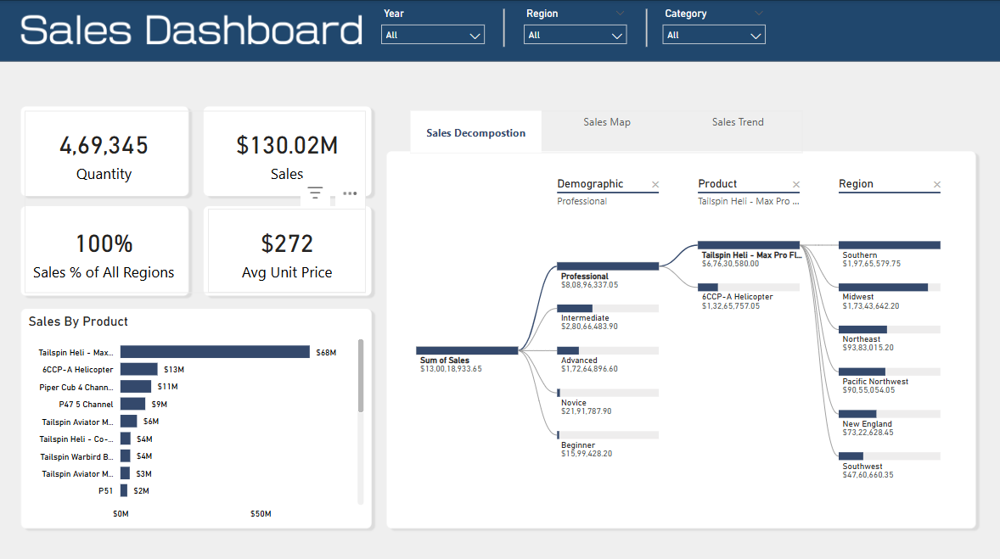 Sales Dashboard
Year
All
Region
All
Category
All
4,69,345
Quantity
$130.02M
Sales
100%
Sales % of All Regions
$272
Avg Unit Price
Sales By Product
Tailspin Heli - Max... $68M
6CCP-A Helicopter $13M
Piper Cub 4 Chann... $11M
P47 5 Channel $9M
Tailspin Aviator M... $6M
Tailspin Heli - Co-... $4M
Tailspin Warbird B... $4M
Tailspin Aviator M... $3M
P51 $2M
$0M $50M
Sales Decompostion
Sales Map
Sales Trend
Demographic
Professional
Product
Tailspin Heli - Max Pro ...
Region
Sum of Sales
$13,00,18,933.65
Professional
$8,08,96,337.05
Intermediate
$2,80,66,483.90
Advanced
$1,72,64,896.60
Novice
$21,91,787.90
Beginner
$15,99,428.20
Tailspin Heli - Max Pro Fl...
$6,76,30,580.00
6CCP-A Helicopter
$1,32,65,757.05
Southern
$1,97,65,579.75
Midwest
$1,73,43,642.20
Northeast
$93,83,015.20
Pacific Northwest
$90,55,054.05
New England
$73,22,628.45
Southwest
$47,60,660.35